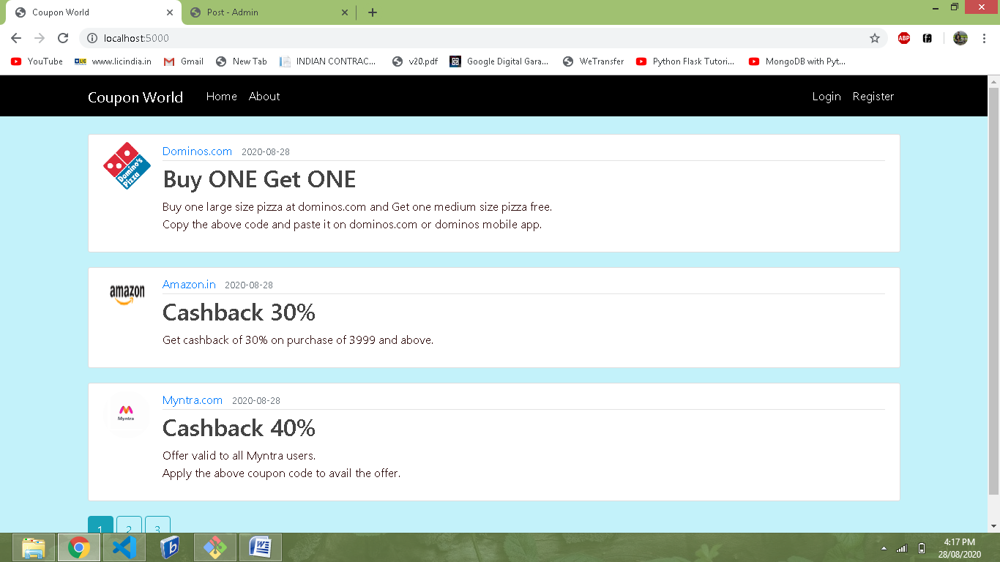 Coupon World
Post - Admin
localhost:5000
ABP
YouTube
LIC
www.licindia.in
Gmail
New Tab
INDIAN CONTRAC...
v20.pdf
Google Digital Gara...
WeTransfer
Python Flask Tutori...
MongoDB with Pyt...
Coupon World
Home
About
Login
Register
Domino's Pizza
Dominos.com 2020-08-28
Buy ONE Get ONE
Buy one large size pizza at dominos.com and Get one medium size pizza free.
Copy the above code and paste it on dominos.com or dominos mobile app.
amazon
Amazon.in 2020-08-28
Cashback 30%
Get cashback of 30% on purchase of 3999 and above.
Myntra
Myntra.com 2020-08-28
Cashback 40%
Offer valid to all Myntra users.
Apply the above coupon code to avail the offer.
1 2 3
4:17 PM
28/08/2020